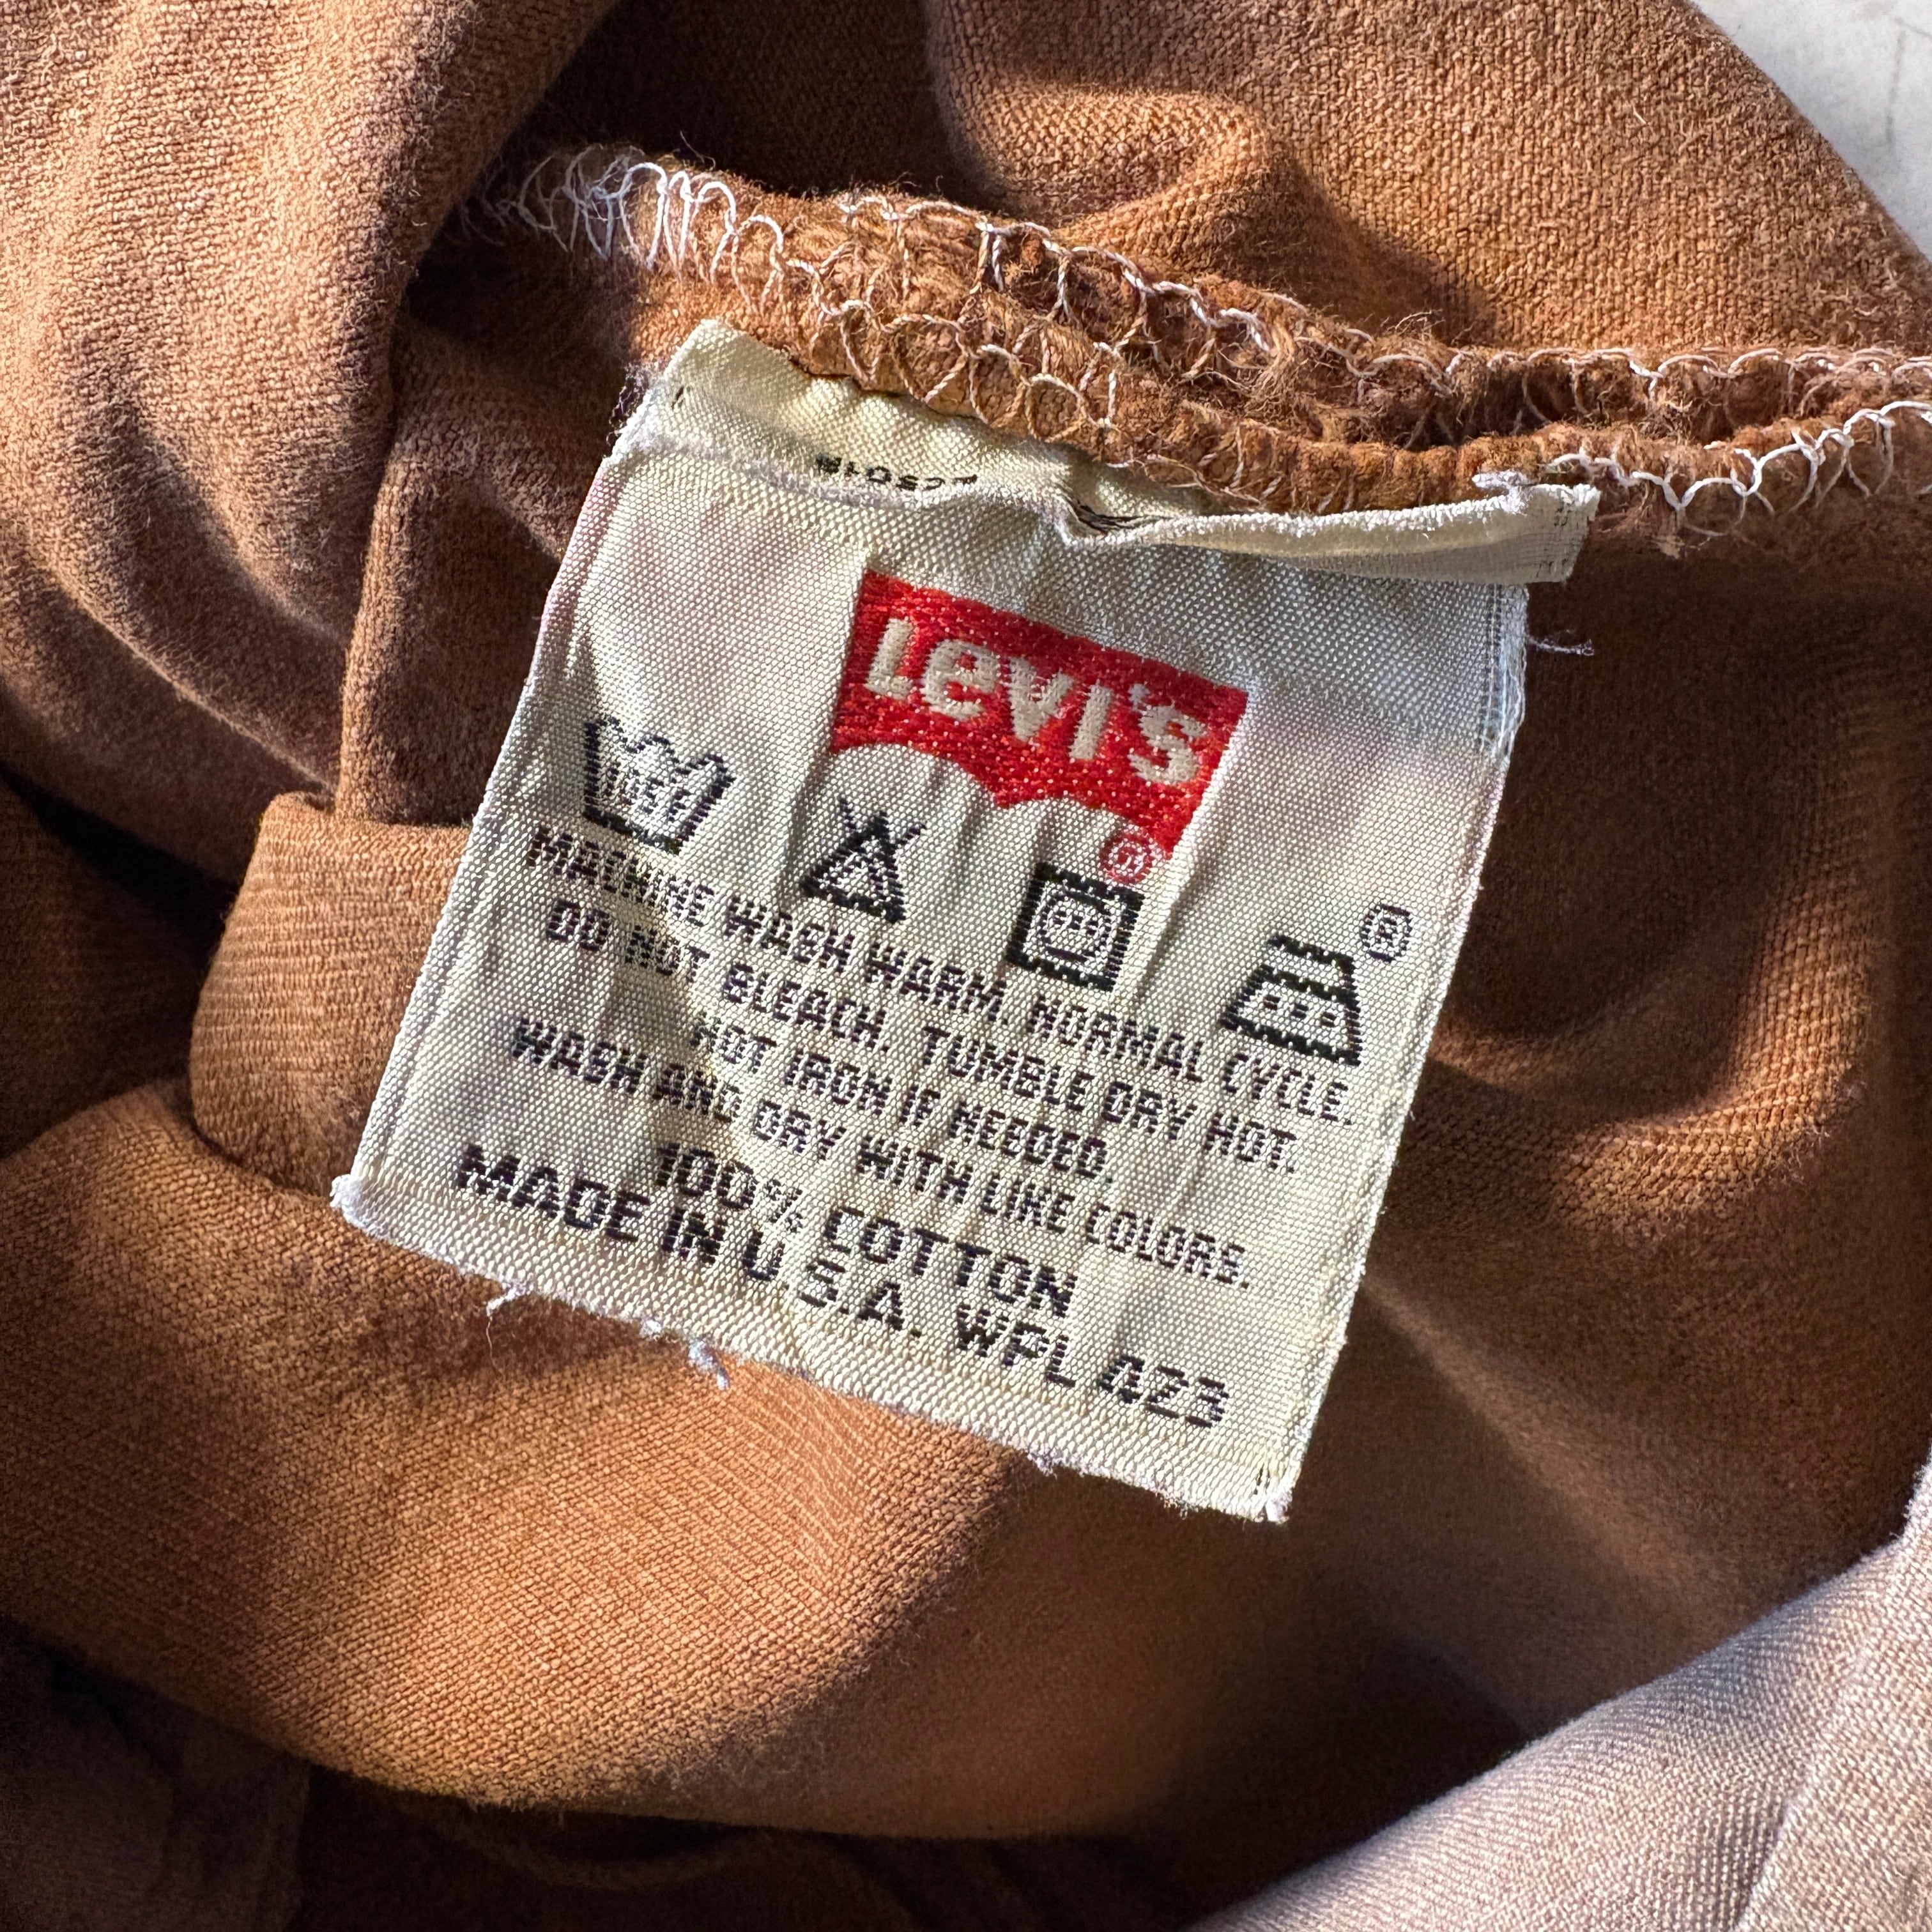 Levi's
®
®
MACHINE WASH WARM. NORMAL CYCLE.
DO NOT BLEACH. TUMBLE DRY HOT.
HOT IRON IF NEEDED.
WASH AND DRY WITH LIKE COLORS.
100% COTTON
MADE IN U.S.A. WPL 423